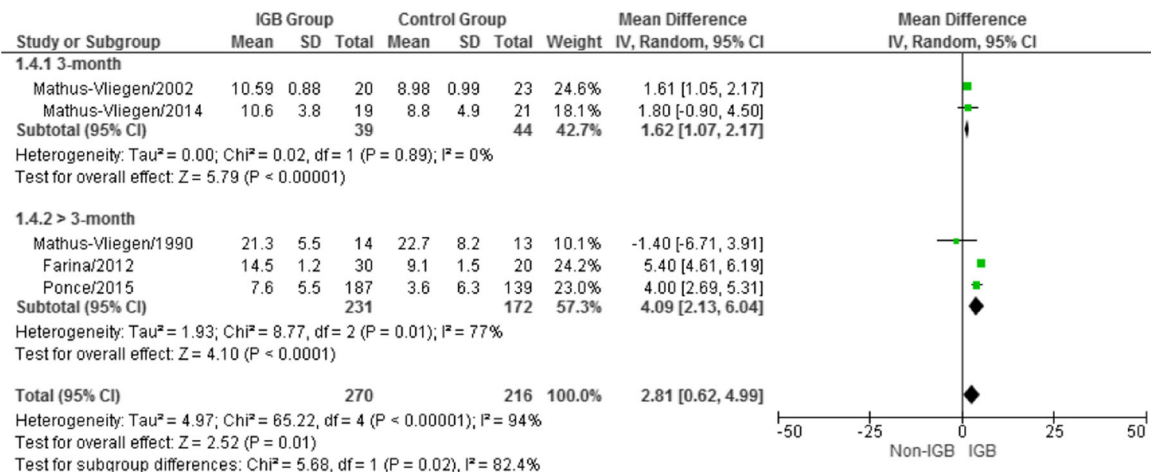 IGB Group Control Group Mean Difference Mean Difference
Study or Subgroup Mean SD Total Mean SD Total Weight IV, Random, 95% CI IV, Random, 95% CI
1.4.1 3-month
Mathus-Vliegen/2002 10.59 0.88 20 8.98 0.99 23 24.6% 1.61 [1.05, 2.17]
Mathus-Vliegen/2014 10.6 3.8 19 8.8 4.9 21 18.1% 1.80 [-0.90, 4.50]
Subtotal (95% CI) 39 44 42.7% 1.62 [1.07, 2.17]
Heterogeneity: Tau² = 0.00; Chi² = 0.02, df = 1 (P = 0.89); I² = 0%
Test for overall effect: Z = 5.79 (P < 0.00001)
1.4.2 > 3-month
Mathus-Vliegen/1990 21.3 5.5 14 22.7 8.2 13 10.1% -1.40 [-6.71, 3.91]
Farina/2012 14.5 1.2 30 9.1 1.5 20 24.2% 5.40 [4.61, 6.19]
Ponce/2015 7.6 5.5 187 3.6 6.3 139 23.0% 4.00 [2.69, 5.31]
Subtotal (95% CI) 231 172 57.3% 4.09 [2.13, 6.04]
Heterogeneity: Tau² = 1.93; Chi² = 8.77, df = 2 (P = 0.01); I² = 77%
Test for overall effect: Z = 4.10 (P < 0.0001)
Total (95% CI) 270 216 100.0% 2.81 [0.62, 4.99]
Heterogeneity: Tau² = 4.97; Chi² = 65.22, df = 4 (P < 0.00001); I² = 94%
Test for overall effect: Z = 2.52 (P = 0.01)
Test for subgroup differences: Chi² = 5.68, df = 1 (P = 0.02), I² = 82.4%
-50 -25 0 25 50
Non-IGB IGB